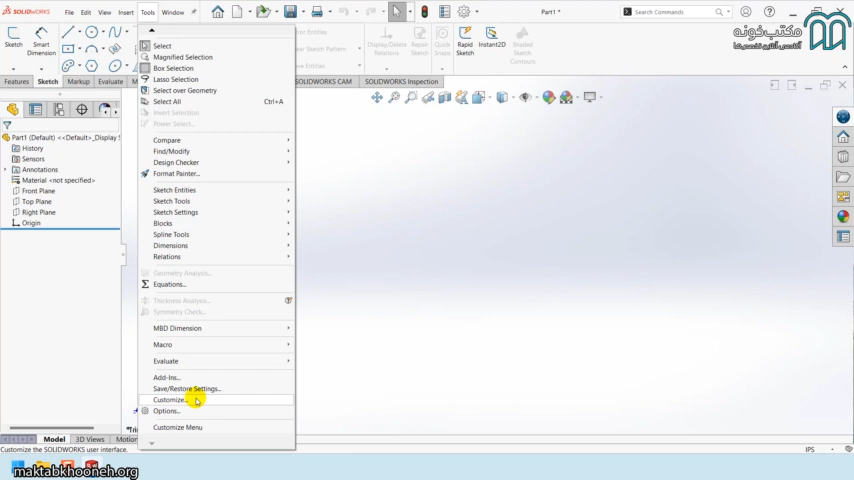 SOLIDWORKS File Edit View Insert Tools Window Part1 * Search Commands
مکتب‌خونه
Sketch
Smart Dimension
Select
Magnified Selection
Box Selection
Lasso Selection
Select over Geometry
Select All Ctrl+A
Invert Selection
Power Select...
Compare
Find/Modify
Design Checker
Format Painter...
Sketch Entities
Sketch Tools
Sketch Settings
Blocks
Spline Tools
Dimensions
Relations
Geometry Analysis...
Equations...
Thickness Analysis...
Symmetry Check...
MBD Dimension
Macro
Evaluate
Add-Ins...
Save/Restore Settings...
Customize...
Options...
Customize Menu
Display/Delete Relations
Repair Sketch
Quick Snaps
Rapid Sketch
Instant2D
Shaded Sketch Contours
Features Sketch Markup Evaluate
SOLIDWORKS CAM SOLIDWORKS Inspection
Part1 (Default) <<Default>_Display S
History
Sensors
Annotations
Material <not specified>
Front Plane
Top Plane
Right Plane
Origin
Model 3D Views Motion
Customize the SOLIDWORKS user interface.
IPS
maktabkhooneh.org